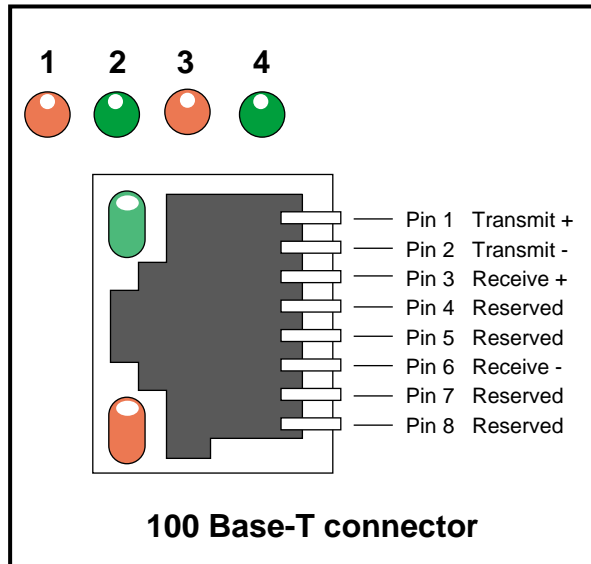 1 2 3 4
Pin 1 Transmit +
Pin 2 Transmit -
Pin 3 Receive +
Pin 4 Reserved
Pin 5 Reserved
Pin 6 Receive -
Pin 7 Reserved
Pin 8 Reserved
100 Base-T connector